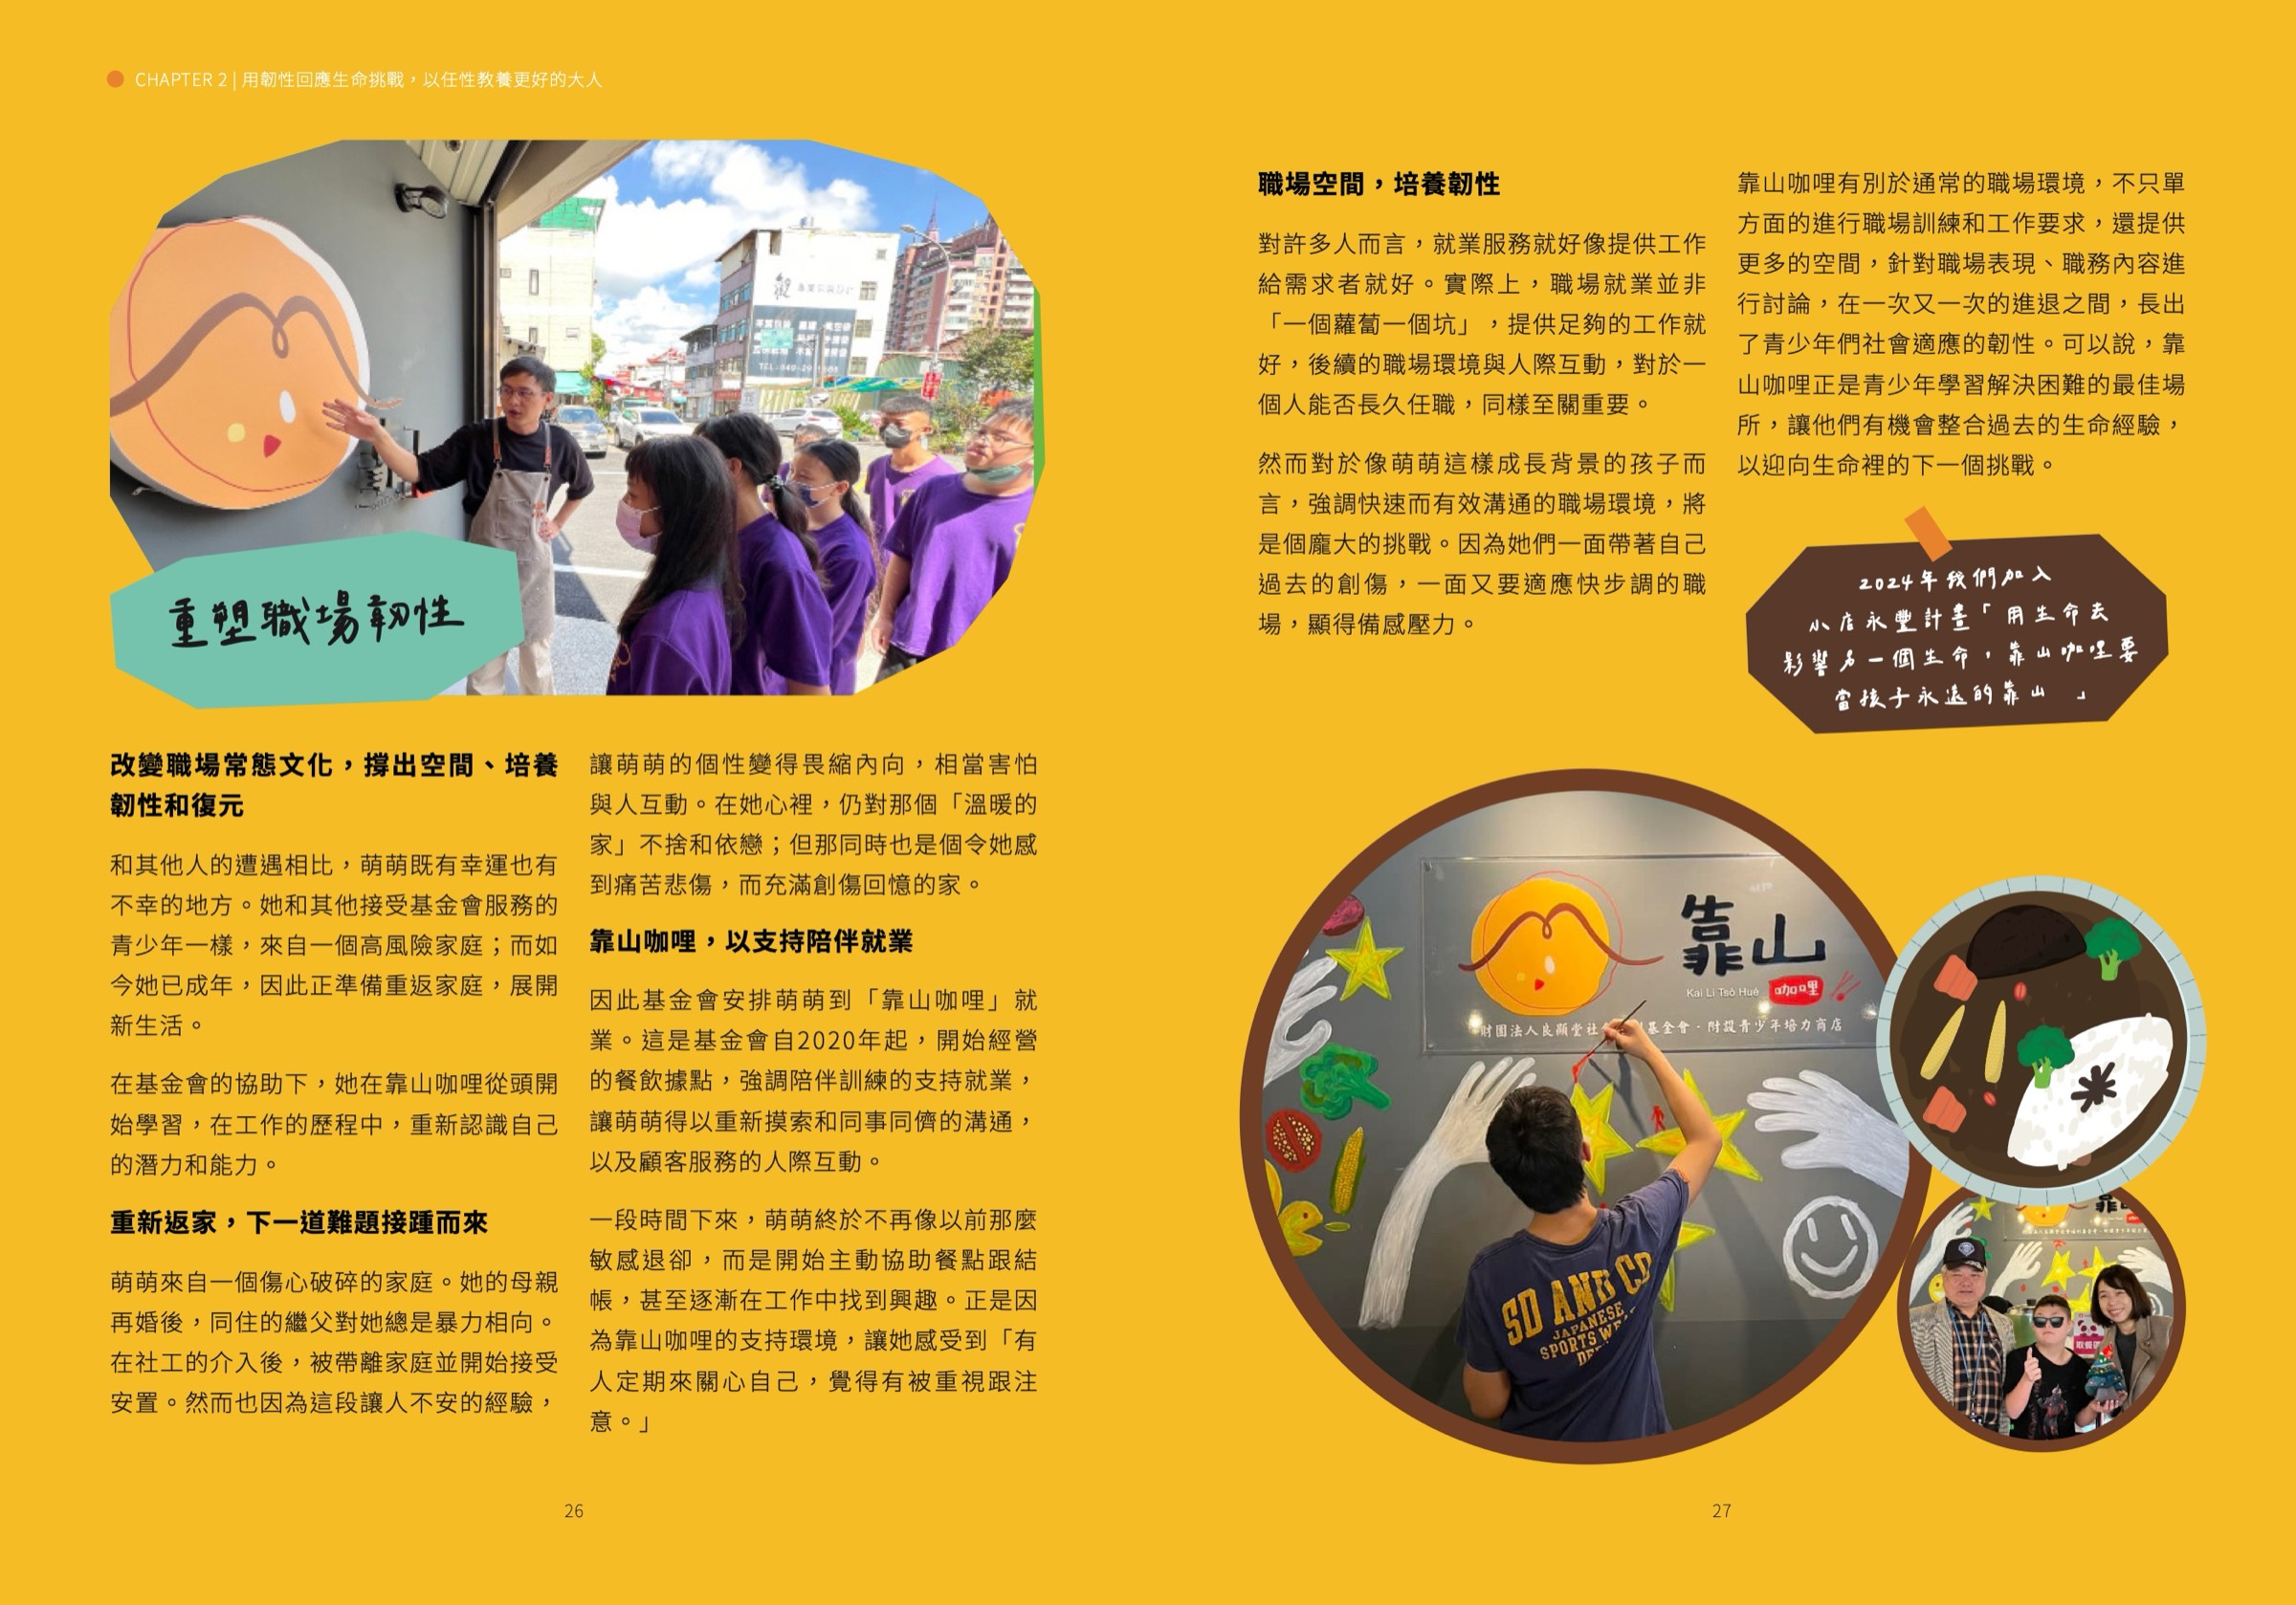 CHAPTER 2 | 用韌性回應生命挑戰，以任性教養更好的大人
重塑職場韌性
改變職場常態文化，撐出空間、培養
韌性和復元
和其他人的遭遇相比，萌萌既有幸運也有
不幸的地方。她和其他接受基金會服務的
青少年一樣，來自一個高風險家庭；而如
今她已成年，因此正準備重返家庭，展開
新生活。
在基金會的協助下，她在靠山咖哩從頭開
始學習，在工作的歷程中，重新認識自己
的潛力和能力。
重新返家，下一道難題接踵而來
萌萌來自一個傷心破碎的家庭。她的母親
再婚後，同住的繼父對她總是暴力相向。
在社工的介入後，被帶離家庭並開始接受
安置。然而也因為這段讓人不安的經驗，
讓萌萌的個性變得畏縮內向，相當害怕
與人互動。在她心裡，仍對那個「溫暖的
家」不捨和依戀；但那同時也是個令她感
到痛苦悲傷，而充滿創傷回憶的家。
靠山咖哩，以支持陪伴就業
因此基金會安排萌萌到「靠山咖哩」就
業。這是基金會自2020年起，開始經營
的餐飲據點，強調陪伴訓練的支持就業，
讓萌萌得以重新摸索和同事同儕的溝通，
以及顧客服務的人際互動。
一段時間下來，萌萌終於不再像以前那麼
敏感退卻，而是開始主動協助餐點跟結
帳，甚至逐漸在工作中找到興趣。正是因
為靠山咖哩的支持環境，讓她感受到「有
人定期來關心自己，覺得有被重視跟注
意。」
26
職場空間，培養韌性
對許多人而言，就業服務就好像提供工作
給需求者就好。實際上，職場就業並非
「一個蘿蔔一個坑」，提供足夠的工作就
好，後續的職場環境與人際互動，對於一
個人能否長久任職，同樣至關重要。
然而對於像萌萌這樣成長背景的孩子而
言，強調快速而有效溝通的職場環境，將
是個龐大的挑戰。因為她們一面帶著自己
過去的創傷，一面又要適應快步調的職
場，顯得備感壓力。
靠山咖哩有別於通常的職場環境，不只單
方面的進行職場訓練和工作要求，還提供
更多的空間，針對職場表現、職務內容進
行討論，在一次又一次的進退之間，長出
了青少年們社會適應的韌性。可以說，靠
山咖哩正是青少年學習解決困難的最佳場
所，讓他們有機會整合過去的生命經驗，
以迎向生命裡的下一個挑戰。
2024年我們加入
小店永豐計畫「用生命去
影響另一個生命，靠山咖哩要
當孩子永遠的靠山 」
靠山
Kai Li Tsò Hué 咖哩
財團法人良顯堂社 基金會·附設青少年培力商店
SD AND CO
JAPANESE
SPORTS
27